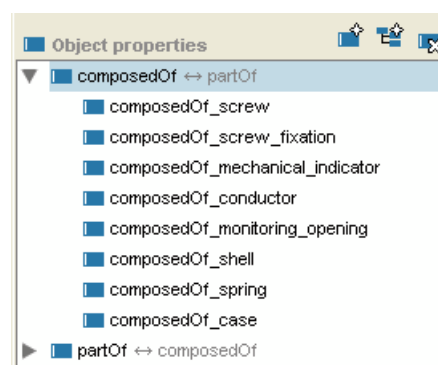 Object properties
composedOf ↔ partOf
composedOf_screw
composedOf_screw_fixation
composedOf_mechanical_indicator
composedOf_conductor
composedOf_monitoring_opening
composedOf_shell
composedOf_spring
composedOf_case
partOf ↔ composedOf